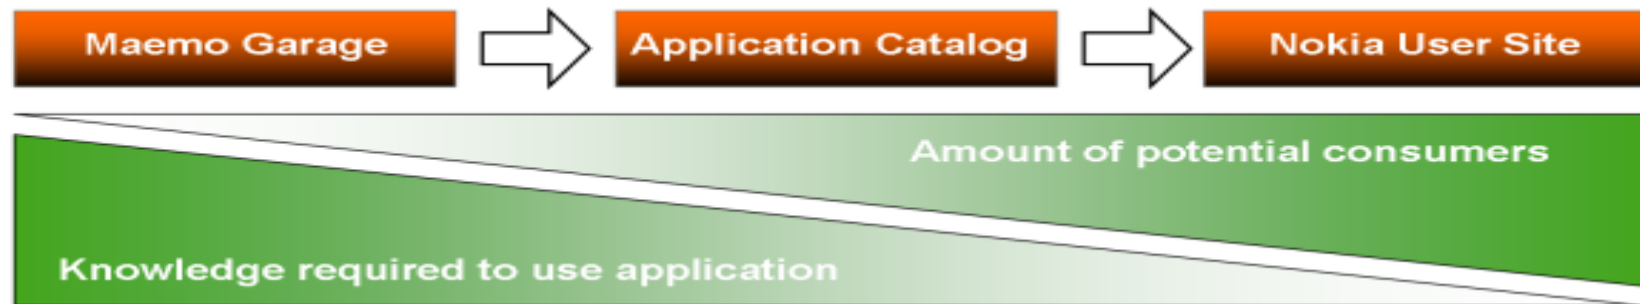 Maemo Garage
Application Catalog
Nokia User Site
Amount of potential consumers
Knowledge required to use application